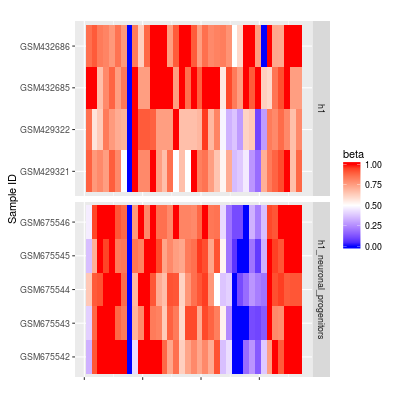 GSM432686
GSM432685
GSM429322
GSM429321
h1
GSM675546
GSM675545
GSM675544
GSM675543
GSM675542
h1_neuronal_progenitors
Sample ID
beta
1.00
0.75
0.50
0.25
0.00